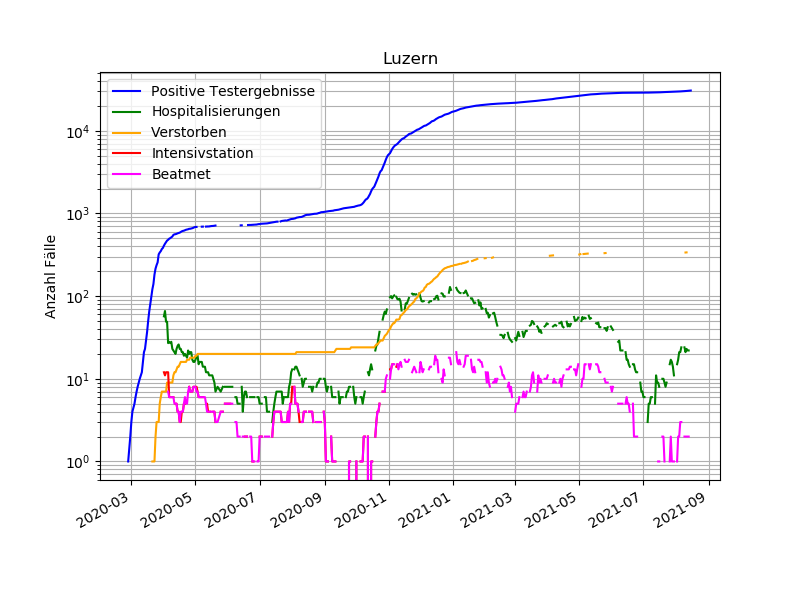 Luzern
Positive Testergebnisse
Hospitalisierungen
Verstorben
Intensivstation
Beatmet
Anzahl Fälle
10^4
10^3
10^2
10^1
10^0
2020-03
2020-05
2020-07
2020-09
2020-11
2021-01
2021-03
2021-05
2021-07
2021-09